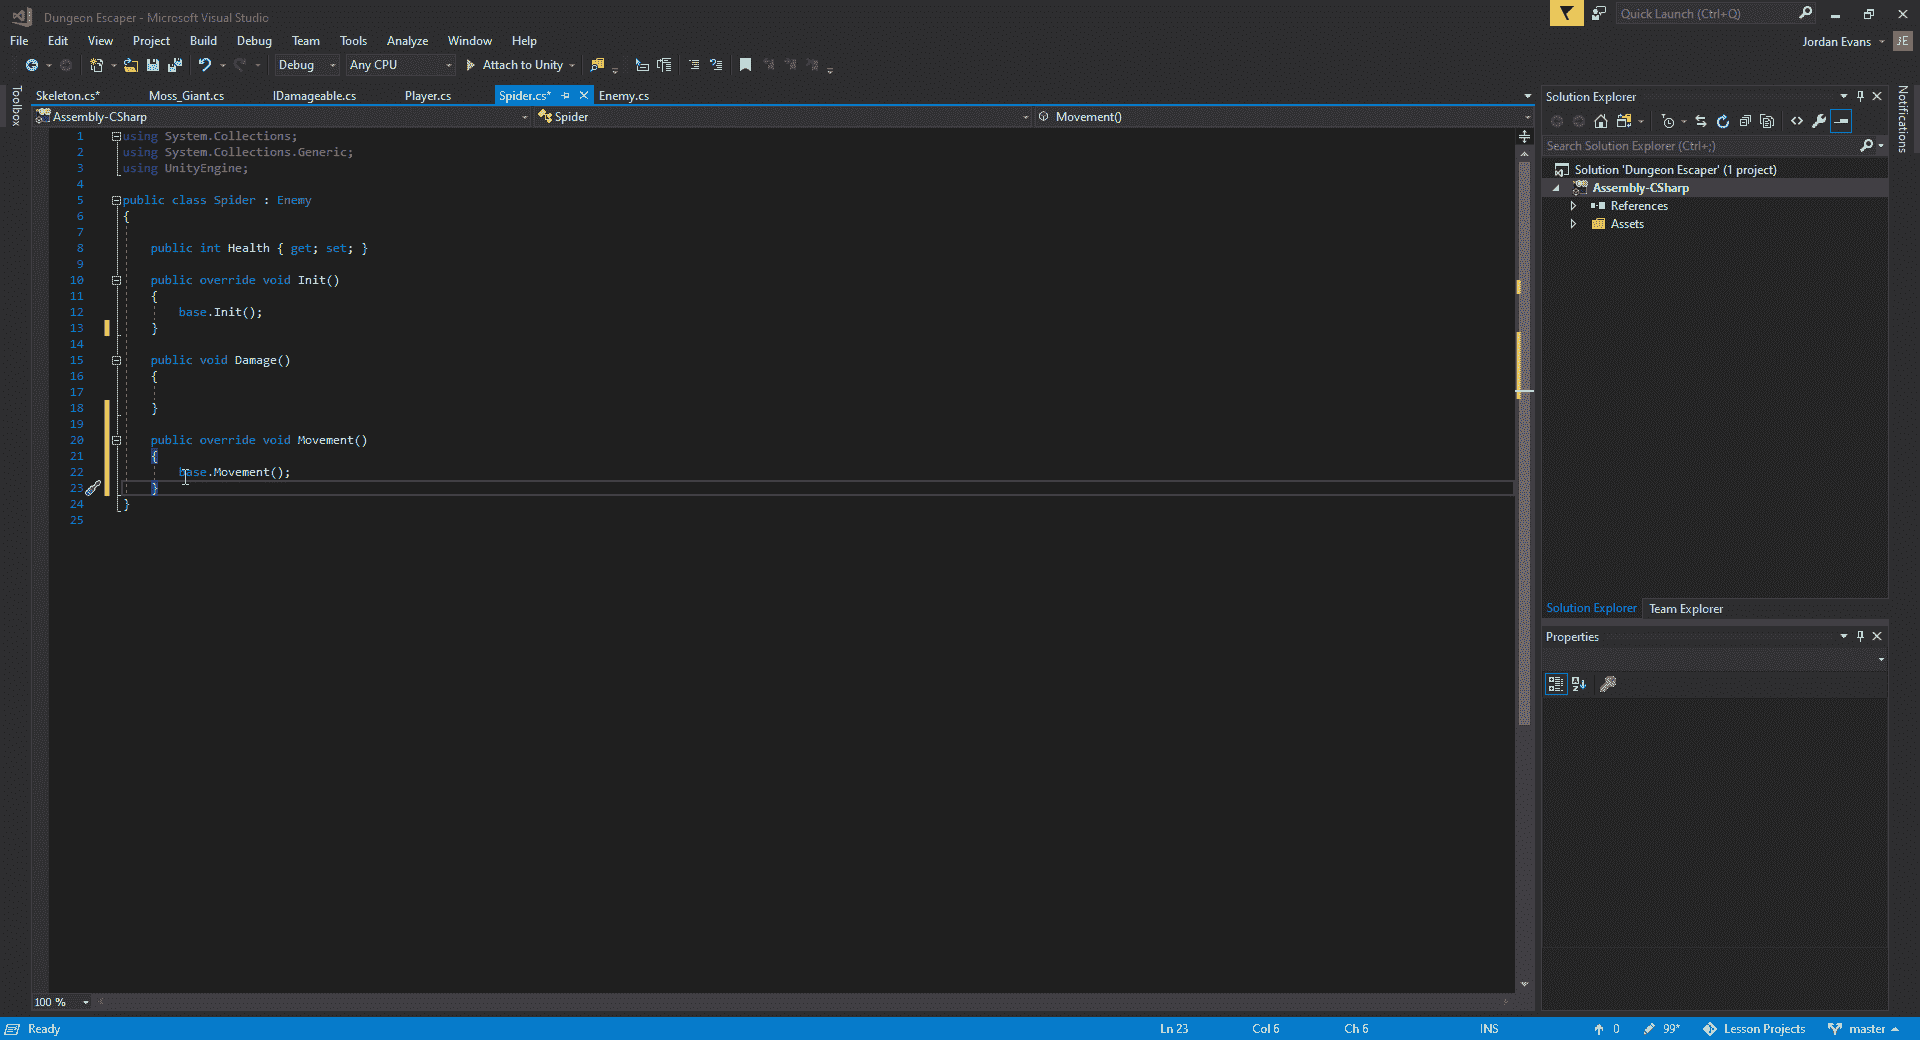 Dungeon Escaper - Microsoft Visual Studio
Quick Launch (Ctrl+Q)
File Edit View Project Build Debug Team Tools Analyze Window Help
Jordan Evans JE
Debug Any CPU Attach to Unity
Toolbox
Skeleton.cs* Moss_Giant.cs IDamageable.cs Player.cs Spider.cs* Enemy.cs
Assembly-CSharp Spider Movement()
1 using System.Collections;
2 using System.Collections.Generic;
3 using UnityEngine;
4
5 public class Spider : Enemy
6 {
7
8 public int Health { get; set; }
9
10 public override void Init()
11 {
12 base.Init();
13 }
14
15 public void Damage()
16 {
17
18 }
19
20 public override void Movement()
21 {
22 base.Movement();
23 }
24 }
25
100 %
Solution Explorer
Search Solution Explorer (Ctrl+;)
Solution 'Dungeon Escaper' (1 project)
Assembly-CSharp
References
Assets
Solution Explorer Team Explorer
Properties
Notifications
Ready Ln 23 Col 6 Ch 6 INS 0 99* Lesson Projects master